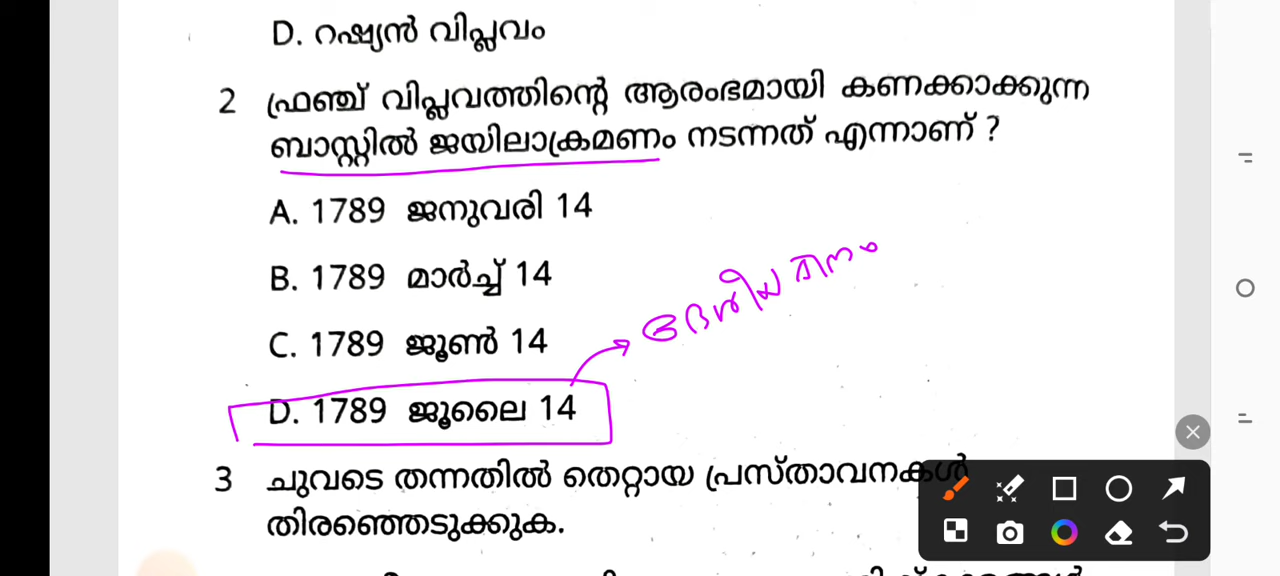 D. റഷ്യൻ വിപ്ലവം
2 ഫ്രഞ്ച് വിപ്ലവത്തിന്റെ ആരംഭമായി കണക്കാക്കുന്ന
ബാസ്റ്റിൽ ജയിലാക്രമണം നടന്നത് എന്നാണ് ?
A. 1789 ജനുവരി 14
B. 1789 മാർച്ച് 14
C. 1789 ജൂൺ 14
ദേശീയ ദിനം
D. 1789 ജൂലൈ 14
3 ചുവടെ തന്നതിൽ തെറ്റായ പ്രസ്താവനകൾ
തിരഞ്ഞെടുക്കുക.